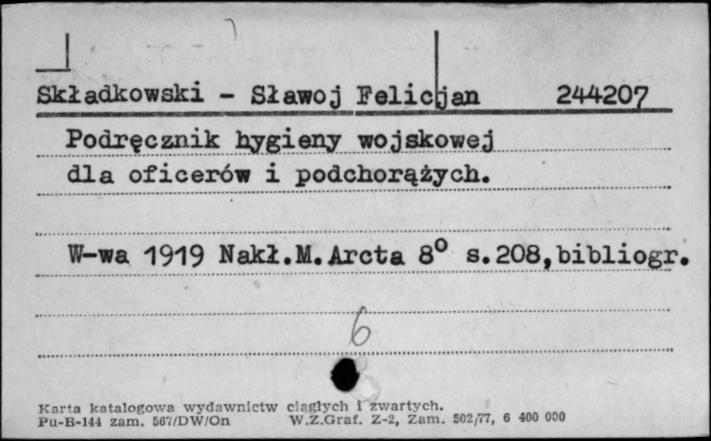 Składkowski - Sławoj Felicjan 244207
Podręcznik hygieny wojskowej
dla oficerów i podchorążych.
W-wa 1919 Nakł.M.Arcta 8° s.208,bibliogr.
6
Karta katalogowa wydawnictw ciągłych i zwartych.
Pu-B-144 zam. 567/DW/On W.Z.Graf. Z-2, Zam. 502/77, 6 400 000